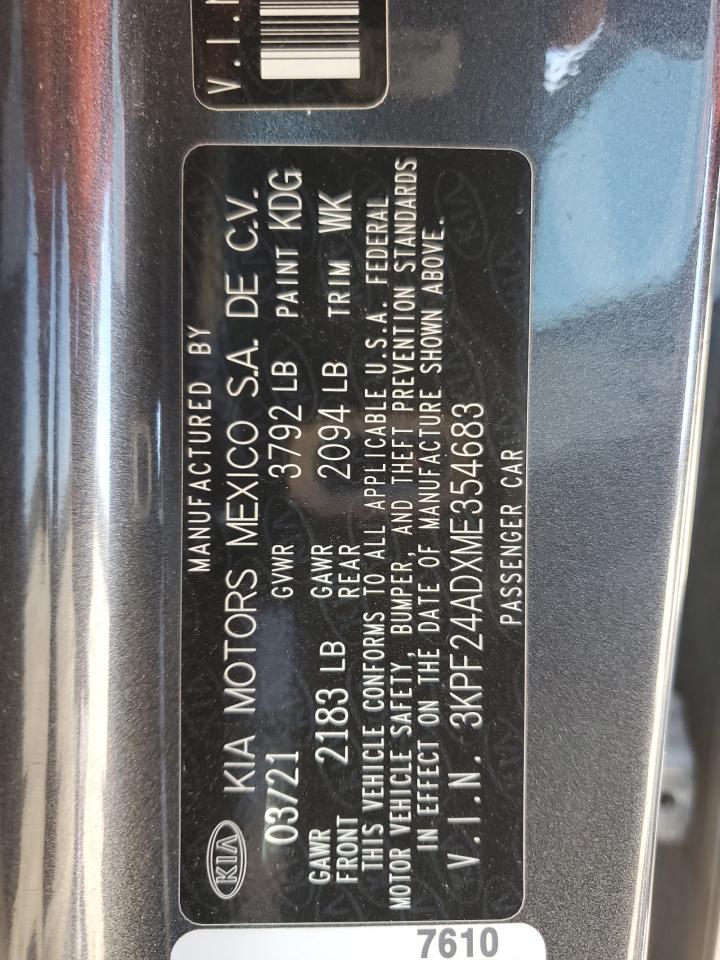 V.I.N
MANUFACTURED BY
KIA KIA MOTORS MEXICO S.A. DE C.V.
03/21 GVWR 3792 LB PAINT KDG
GAWR FRONT 2183 LB GAWR REAR 2094 LB TRIM WK
THIS VEHICLE CONFORMS TO ALL APPLICABLE U.S.A. FEDERAL
MOTOR VEHICLE SAFETY, BUMPER, AND THEFT PREVENTION STANDARDS
IN EFFECT ON THE DATE OF MANUFACTURE SHOWN ABOVE.
V.I.N. 3KPF24ADXME354683
PASSENGER CAR
7610